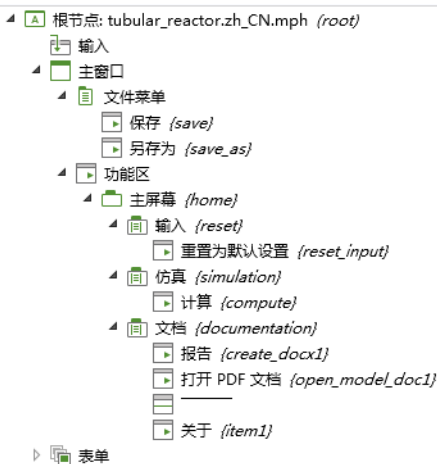 根节点: tubular_reactor.zh_CN.mph (root)
输入
主窗口
文件菜单
保存 {save}
另存为 {save_as}
功能区
主屏幕 {home}
输入 {reset}
重置为默认设置 {reset_input}
仿真 {simulation}
计算 {compute}
文档 {documentation}
报告 {create_docx1}
打开 PDF 文档 {open_model_doc1}
关于 {item1}
表单